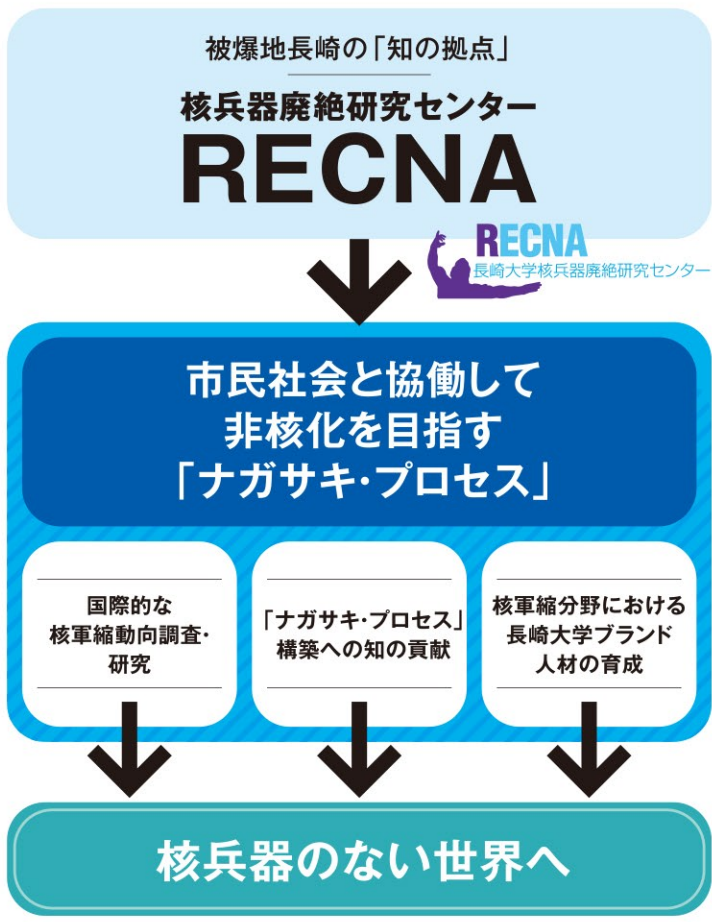 被爆地長崎の「知の拠点」
核兵器廃絶研究センター
RECNA
RECNA
長崎大学核兵器廃絶研究センター
市民社会と協働して
非核化を目指す
「ナガサキ・プロセス」
国際的な
核軍縮動向調査・
研究
「ナガサキ・プロセス」
構築への知の貢献
核軍縮分野における
長崎大学ブランド
人材の育成
核兵器のない世界へ